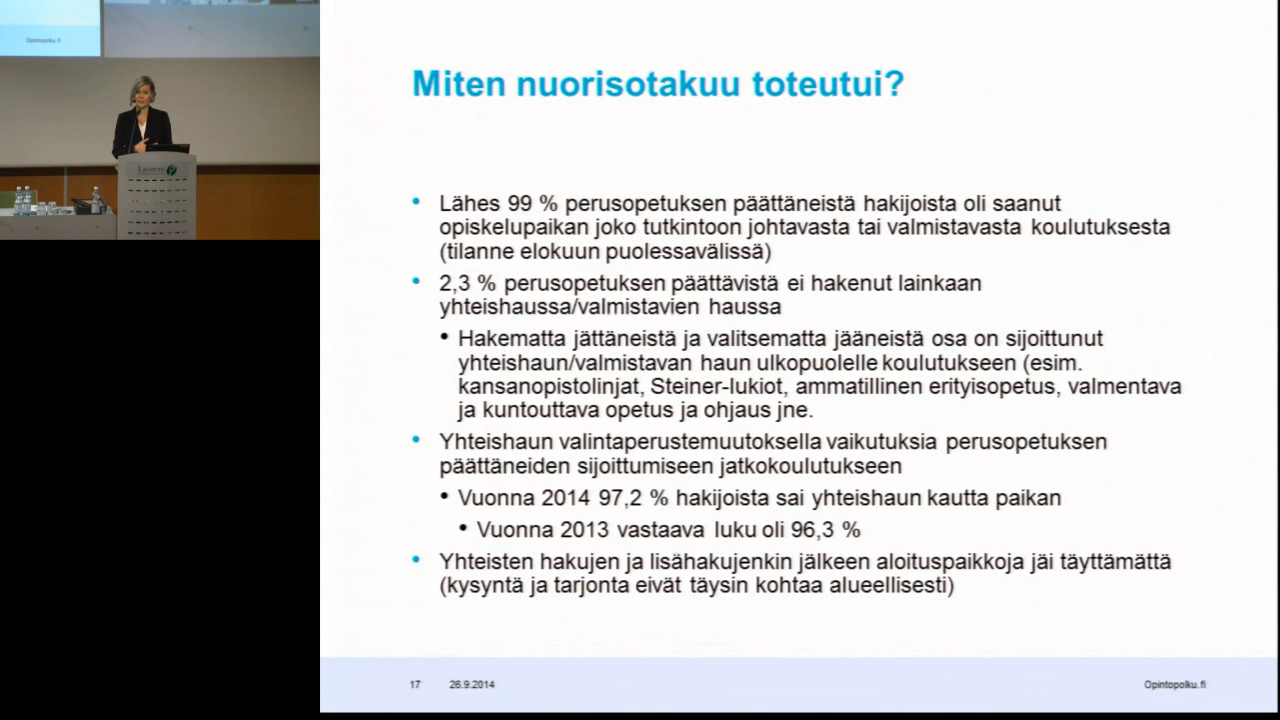 Opintopolku.fi
Miten nuorisotakuu toteutui?
• Lähes 99 % perusopetuksen päättäneistä hakijoista oli saanut
opiskelupaikan joko tutkintoon johtavasta tai valmistavasta koulutuksesta
(tilanne elokuun puolessavälissä)
• 2,3 % perusopetuksen päättävistä ei hakenut lainkaan
yhteishaussa/valmistavien haussa
• Hakematta jättäneistä ja valitsematta jääneistä osa on sijoittunut
yhteishaun/valmistavan haun ulkopuolelle koulutukseen (esim.
kansanopistolinjat, Steiner-lukiot, ammatillinen erityisopetus, valmentava
ja kuntouttava opetus ja ohjaus jne.
• Yhteishaun valintaperustemuutoksella vaikutuksia perusopetuksen
päättäneiden sijoittumiseen jatkokoulutukseen
• Vuonna 2014 97,2 % hakijoista sai yhteishaun kautta paikan
• Vuonna 2013 vastaava luku oli 96,3 %
• Yhteisten hakujen ja lisähakujenkin jälkeen aloituspaikkoja jäi täyttämättä
(kysyntä ja tarjonta eivät täysin kohtaa alueellisesti)
17 26.9.2014 Opintopolku.fi